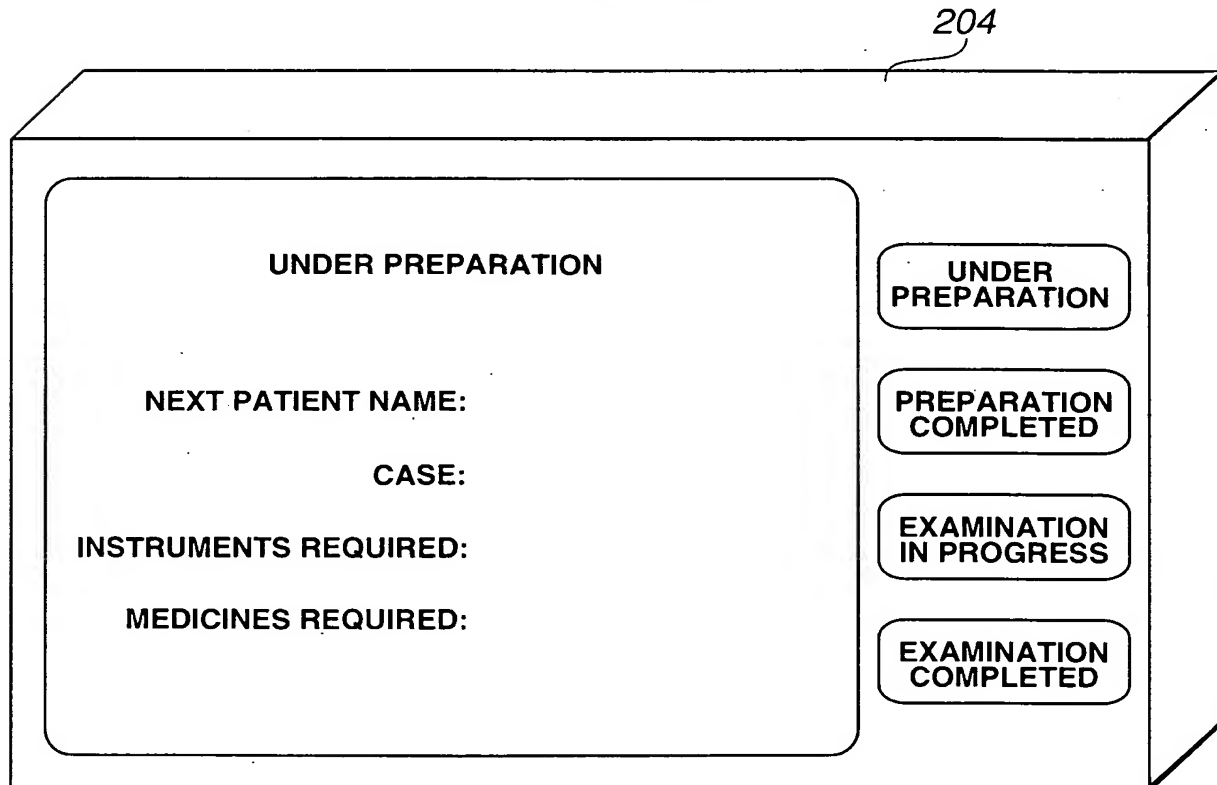 204
UNDER PREPARATION
NEXT PATIENT NAME:
CASE:
INSTRUMENTS REQUIRED:
MEDICINES REQUIRED:
UNDER
PREPARATION
PREPARATION
COMPLETED
EXAMINATION
IN PROGRESS
EXAMINATION
COMPLETED